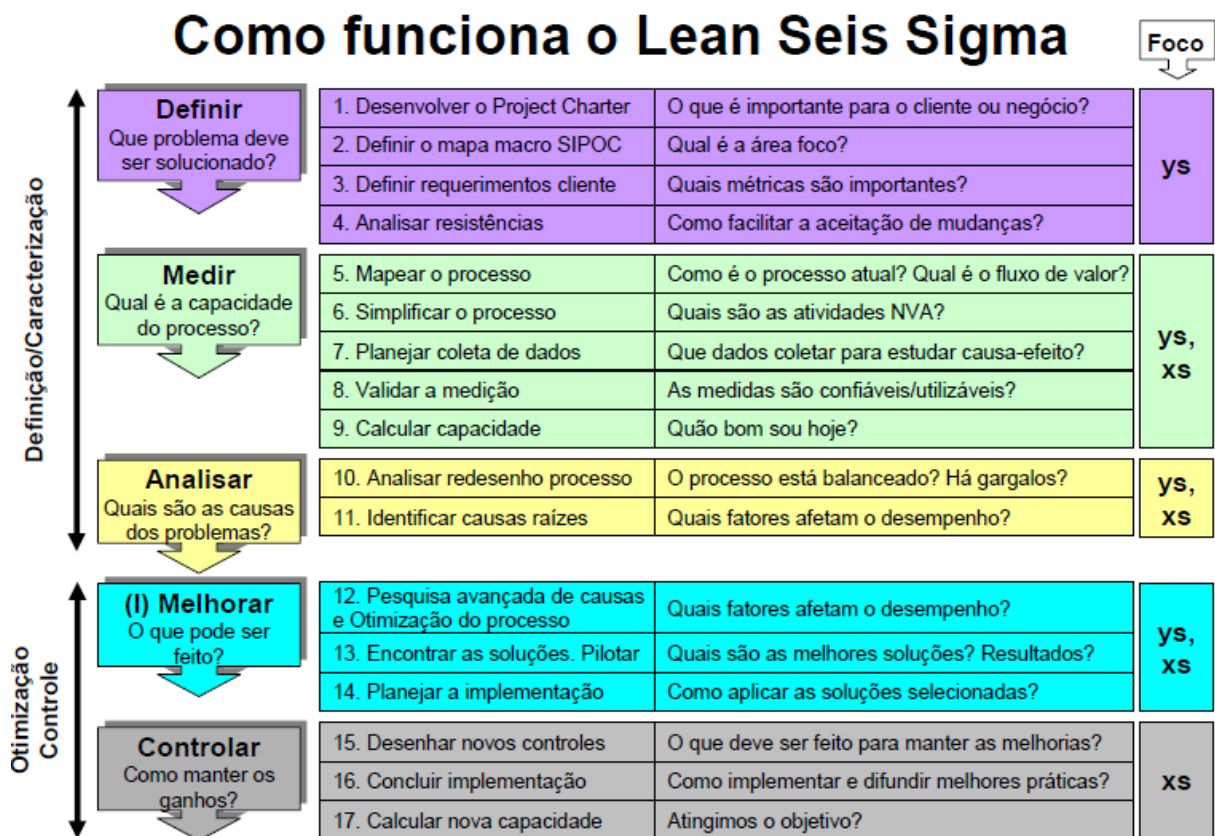 Como funciona o Lean Seis Sigma
Foco
Definição/Caracterização
Definir
Que problema deve
ser solucionado?
1. Desenvolver o Project Charter
O que é importante para o cliente ou negócio?
2. Definir o mapa macro SIPOC
Qual é a área foco?
3. Definir requerimentos cliente
Quais métricas são importantes?
4. Analisar resistências
Como facilitar a aceitação de mudanças?
ys
Medir
Qual é a capacidade
do processo?
5. Mapear o processo
Como é o processo atual? Qual é o fluxo de valor?
6. Simplificar o processo
Quais são as atividades NVA?
7. Planejar coleta de dados
Que dados coletar para estudar causa-efeito?
8. Validar a medição
As medidas são confiáveis/utilizáveis?
9. Calcular capacidade
Quão bom sou hoje?
ys,
xs
Analisar
Quais são as causas
dos problemas?
10. Analisar redesenho processo
O processo está balanceado? Há gargalos?
11. Identificar causas raízes
Quais fatores afetam o desempenho?
ys,
xs
Otimização
Controle
(I) Melhorar
O que pode ser
feito?
12. Pesquisa avançada de causas
e Otimização do processo
Quais fatores afetam o desempenho?
13. Encontrar as soluções. Pilotar
Quais são as melhores soluções? Resultados?
14. Planejar a implementação
Como aplicar as soluções selecionadas?
ys,
xs
Controlar
Como manter os
ganhos?
15. Desenhar novos controles
O que deve ser feito para manter as melhorias?
16. Concluir implementação
Como implementar e difundir melhores práticas?
17. Calcular nova capacidade
Atingimos o objetivo?
xs